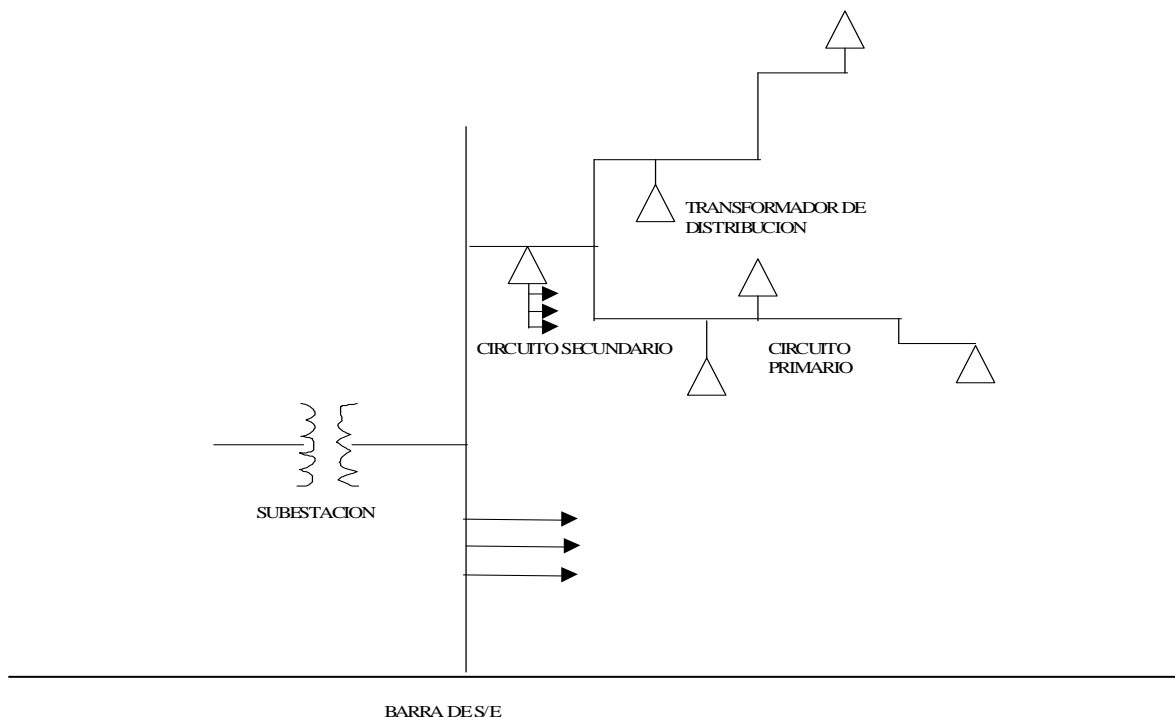 TRANSFORMADOR DE
DISTRIBUCION
CIRCUITO SECUNDARIO
CIRCUITO
PRIMARIO
SUBESTACION
BARRA DE S/E